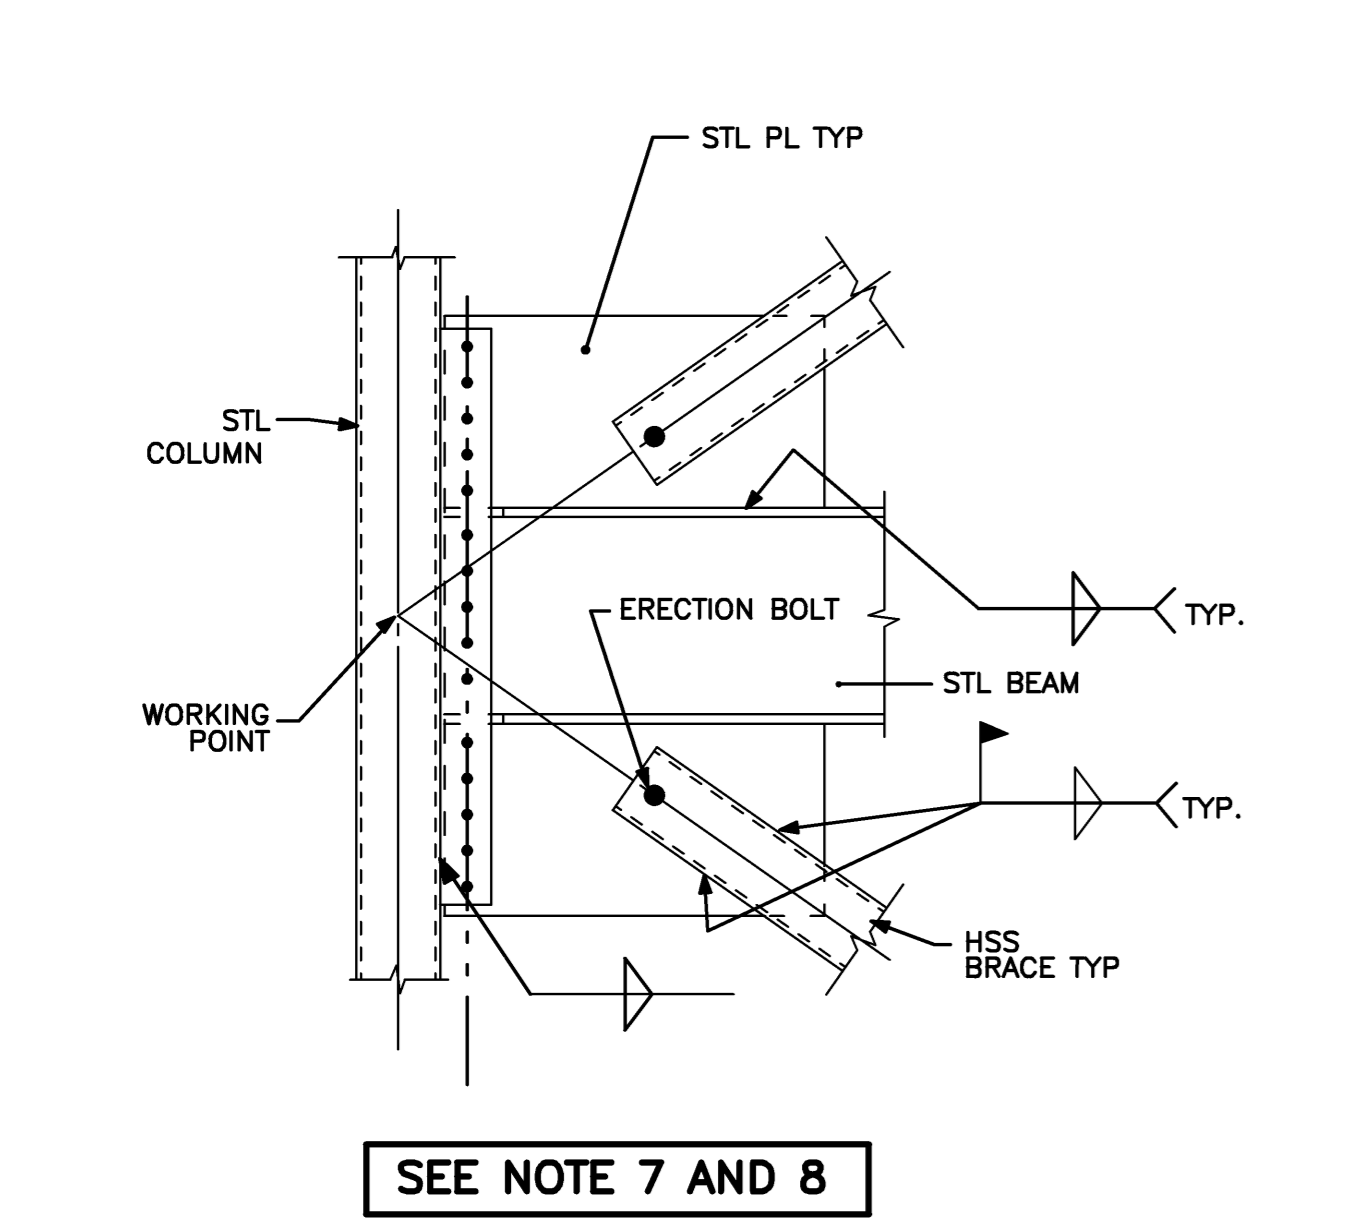 STL PL TYP
STL
COLUMN
ERECTION BOLT
TYP.
STL BEAM
WORKING
POINT
TYP.
HSS
BRACE TYP
SEE NOTE 7 AND 8